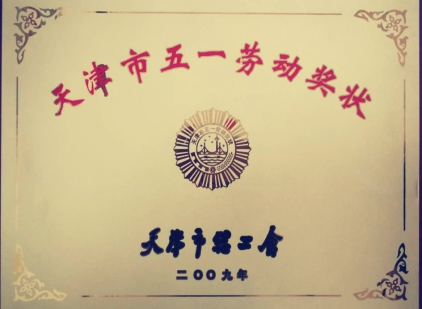 天津市五一劳动奖状
天津市总工会
二〇〇九年